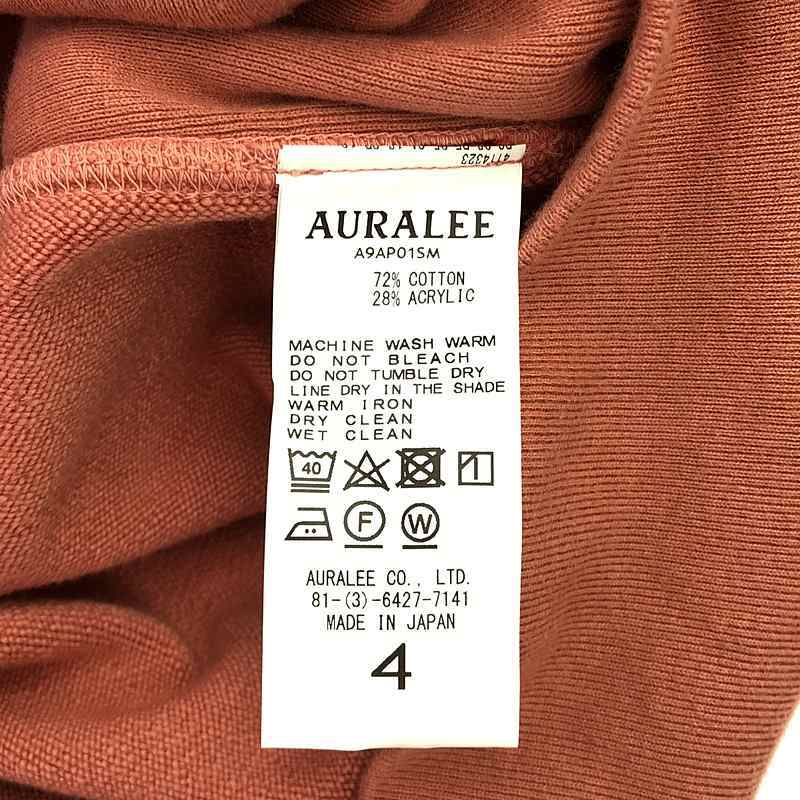 4114323
AURALEE
A9AP01SM
72% COTTON
28% ACRYLIC
MACHINE WASH WARM
DO NOT BLEACH
DO NOT TUMBLE DRY
LINE DRY IN THE SHADE
WARM IRON
DRY CLEAN
WET CLEAN
40
F W
AURALEE CO., LTD.
81-(3)-6427-7141
MADE IN JAPAN
4